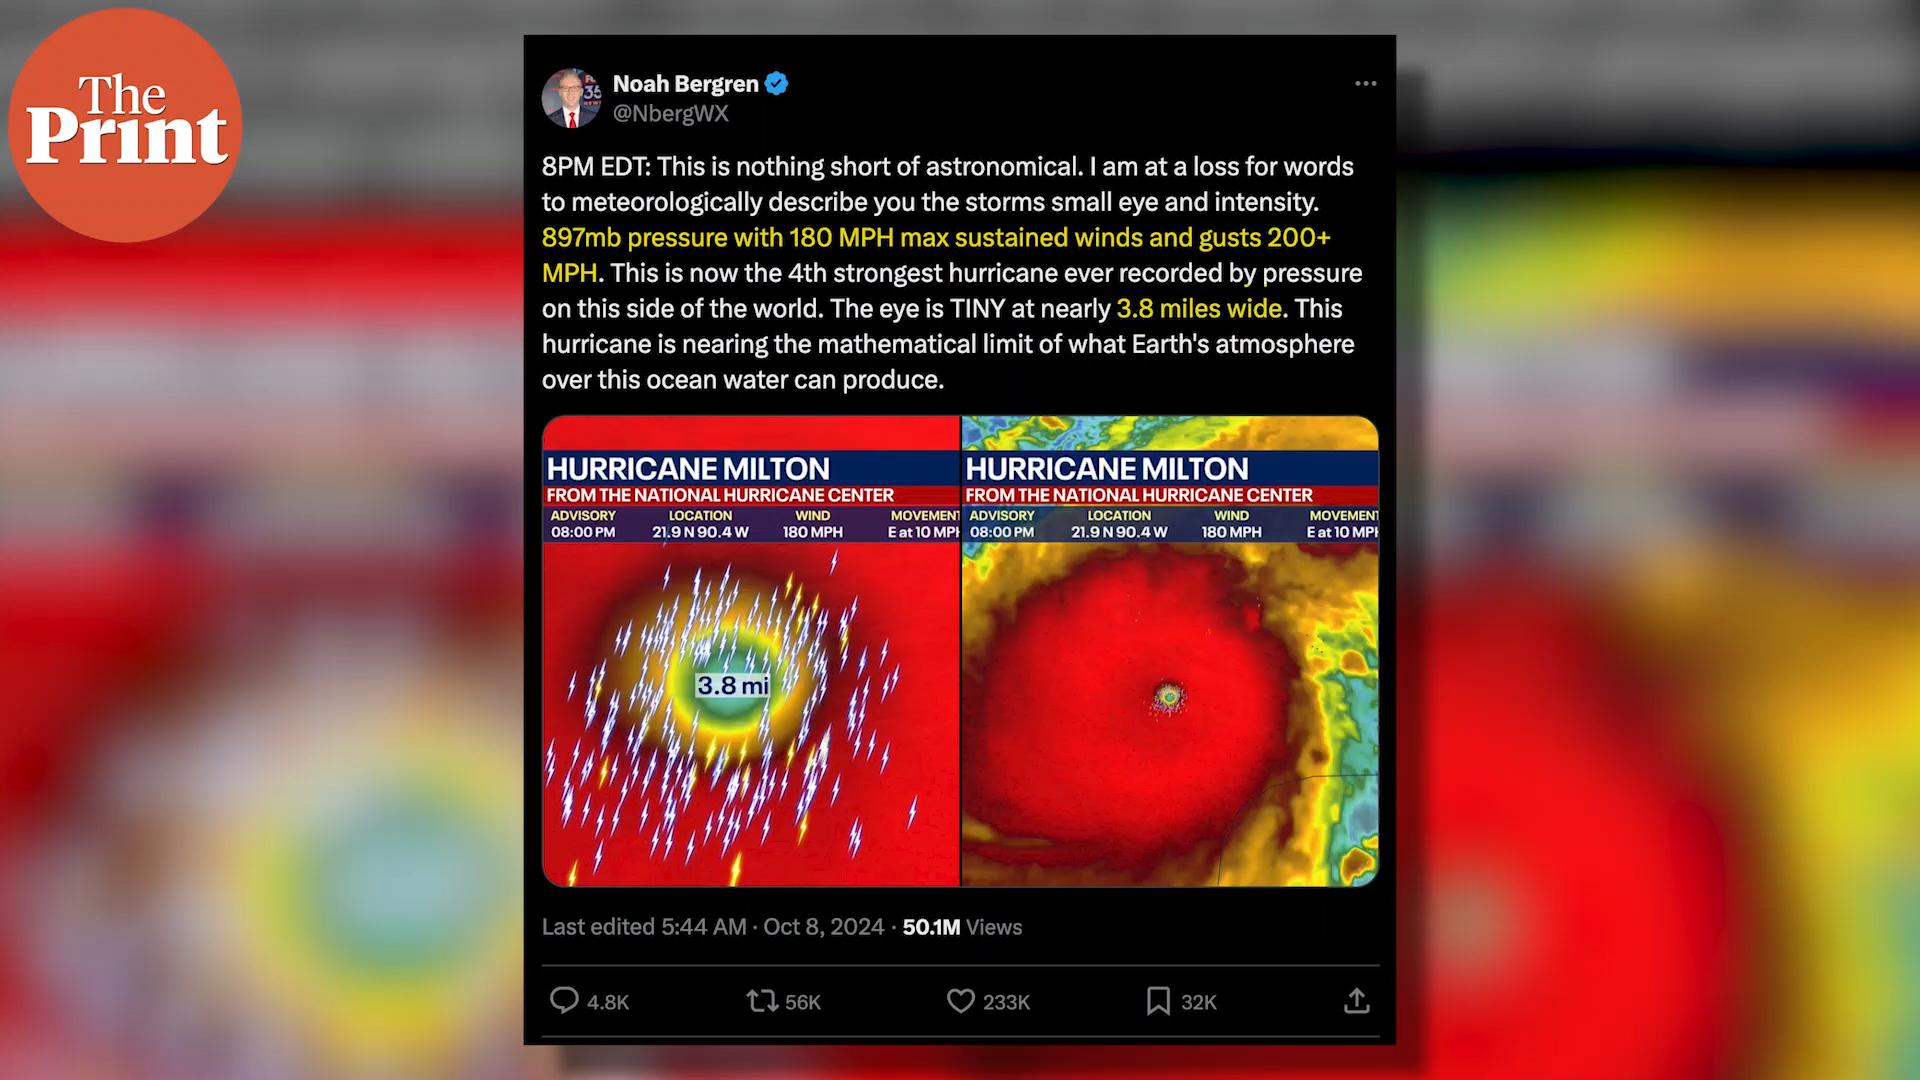 The
Print
Noah Bergren
@NbergWX
8PM EDT: This is nothing short of astronomical. I am at a loss for words
to meteorologically describe you the storms small eye and intensity.
897mb pressure with 180 MPH max sustained winds and gusts 200+
MPH. This is now the 4th strongest hurricane ever recorded by pressure
on this side of the world. The eye is TINY at nearly 3.8 miles wide. This
hurricane is nearing the mathematical limit of what Earth's atmosphere
over this ocean water can produce.
HURRICANE MILTON
FROM THE NATIONAL HURRICANE CENTER
ADVISORY LOCATION WIND MOVEMENT
08:00 PM 21.9 N 90.4 W 180 MPH E at 10 MPH
3.8 mi
HURRICANE MILTON
FROM THE NATIONAL HURRICANE CENTER
ADVISORY LOCATION WIND MOVEMENT
08:00 PM 21.9 N 90.4 W 180 MPH E at 10 MPH
Last edited 5:44 AM · Oct 8, 2024 · 50.1M Views
4.8K 56K 233K 32K